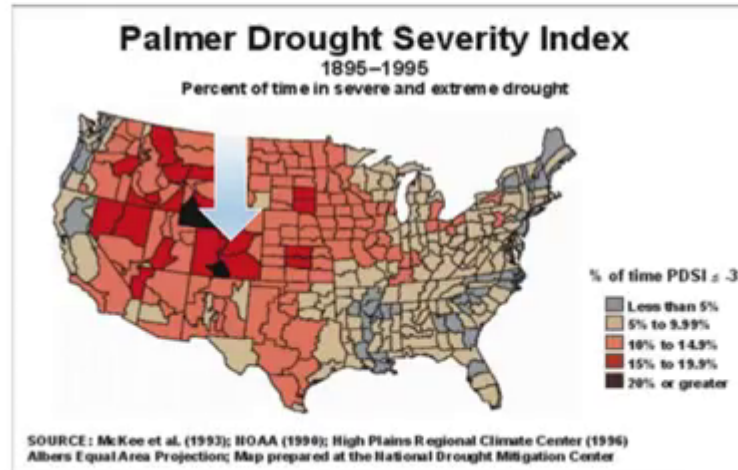 Palmer Drought Severity Index
1895–1995
Percent of time in severe and extreme drought
% of time PDSI ≤ -3
Less than 5%
5% to 9.99%
10% to 14.9%
15% to 19.9%
20% or greater
SOURCE: McKee et al. (1993); NOAA (1990); High Plains Regional Climate Center (1996)
Albers Equal Area Projection; Map prepared at the National Drought Mitigation Center